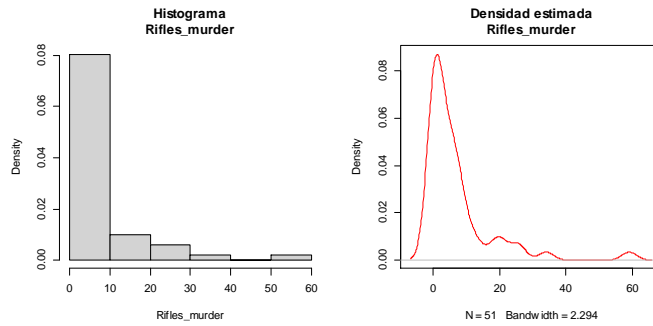 Histograma
Rifles_murder
Density
0.00
0.02
0.04
0.06
0.08
0 10 20 30 40 50 60
Rifles_murder
Densidad estimada
Rifles_murder
Density
0.00
0.02
0.04
0.06
0.08
0 20 40 60
N = 51 Bandwidth = 2.294